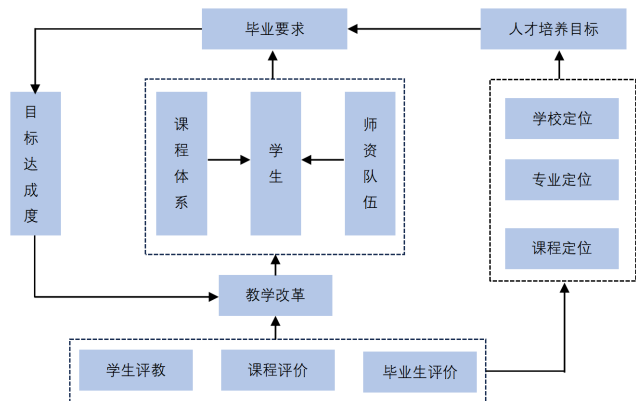 毕业要求
人才培养目标
目标达成度
课程体系
学生
师资队伍
学校定位
专业定位
课程定位
教学改革
学生评教
课程评价
毕业生评价